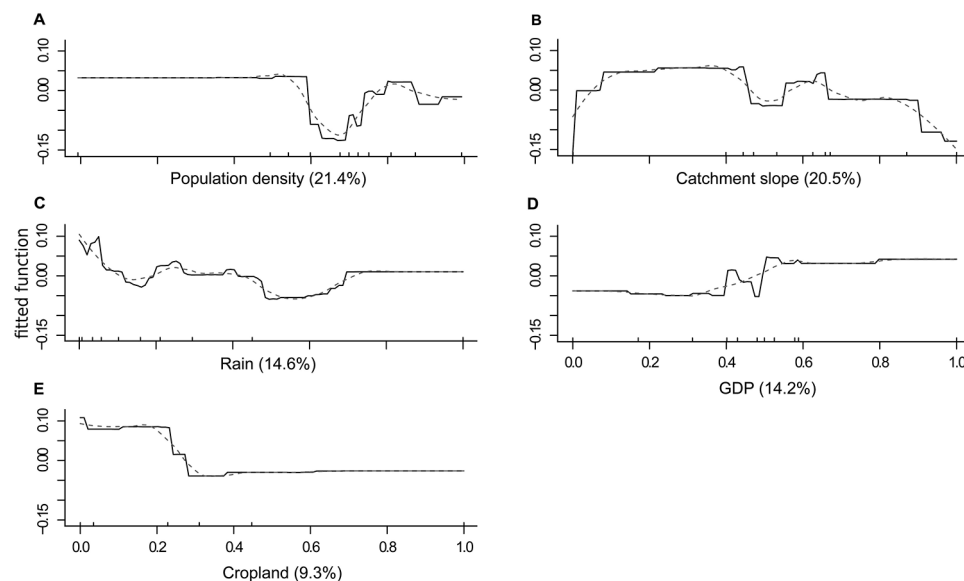 A
0.10
0.00
−0.15
Population density (21.4%)
B
0.10
0.00
−0.15
Catchment slope (20.5%)
C
0.10
0.00
−0.15
Rain (14.6%)
D
0.10
0.00
−0.15
0.0 0.2 0.4 0.6 0.8 1.0
GDP (14.2%)
fitted function
E
0.10
0.00
−0.15
0.0 0.2 0.4 0.6 0.8 1.0
Cropland (9.3%)